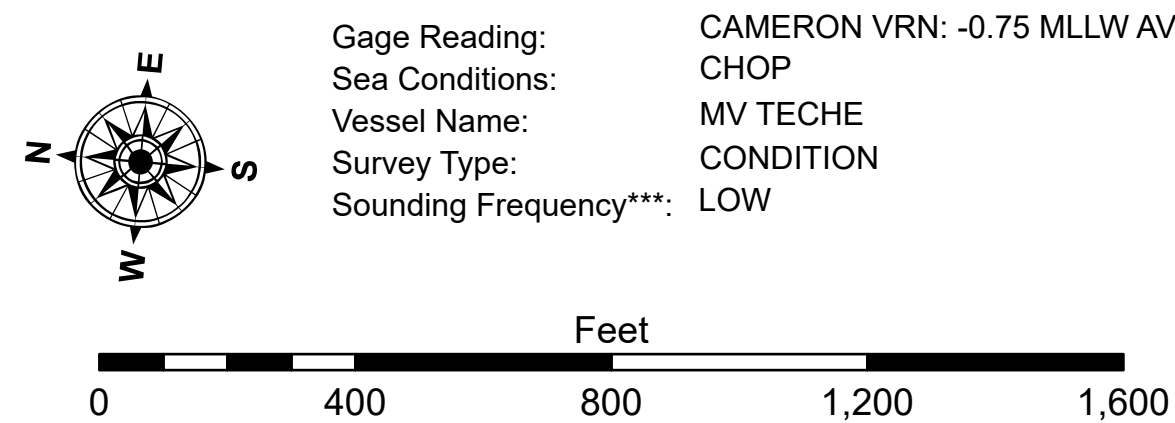 E
N
S
W
Gage Reading: CAMERON VRN: -0.75 MLLW AV
Sea Conditions: CHOP
Vessel Name: MV TECHE
Survey Type: CONDITION
Sounding Frequency***: LOW
Feet
0 400 800 1,200 1,600